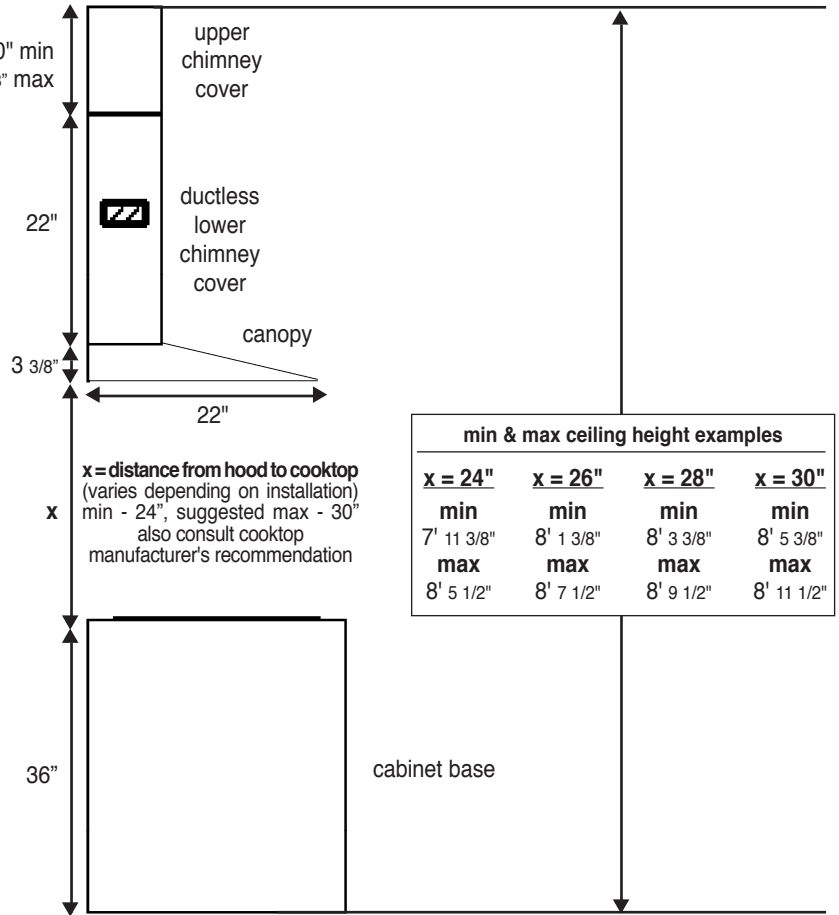 upper
chimney
cover
min
max
22"
ductless
lower
chimney
cover
canopy
3 3/8"
22"
x = distance from hood to cooktop
(varies depending on installation)
min - 24", suggested max - 30"
also consult cooktop
manufacturer's recommendation
x
min & max ceiling height examples
x = 24" x = 26" x = 28" x = 30"
min min min min
7' 11 3/8" 8' 1 3/8" 8' 3 3/8" 8' 5 3/8"
max max max max
8' 5 1/2" 8' 7 1/2" 8' 9 1/2" 8' 11 1/2"
36"
cabinet base